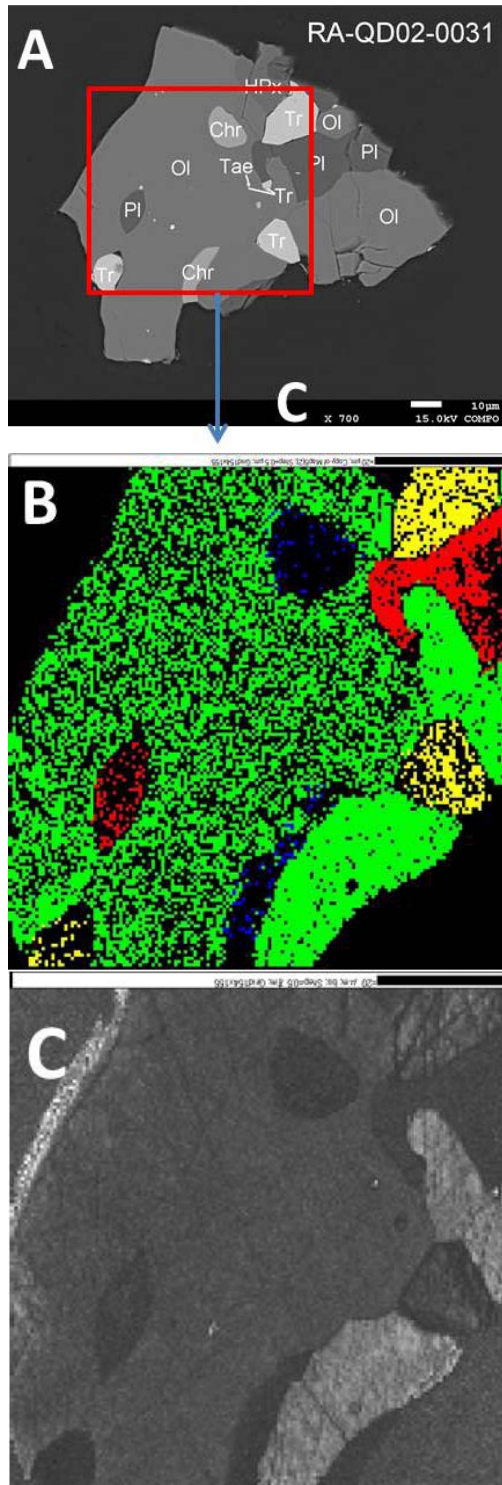 A
RA-QD02-0031
HPx
Chr
Tr
Ol
Ol
Tae
Pl
Pl
Pl
Tr
Ol
Tr
Tr
Chr
C
10µm
X 700 15.0kV COMPO
B
C